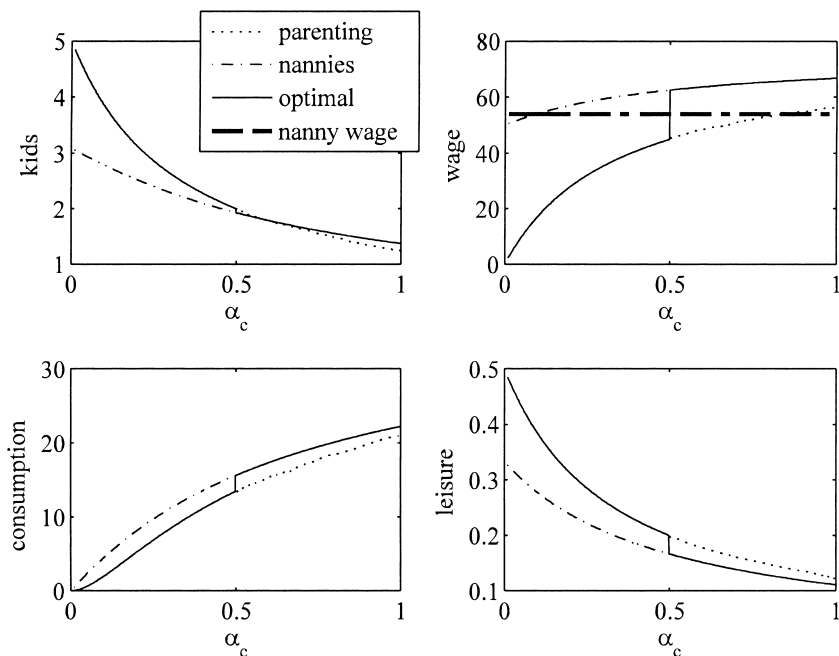 parenting
nannies
optimal
nanny wage
5
4
3
2
1
kids
0
0.5
1
α_c
80
60
40
20
0
wage
0
0.5
1
α_c
30
20
10
0
consumption
0
0.5
1
α_c
0.5
0.4
0.3
0.2
0.1
leisure
0
0.5
1
α_c